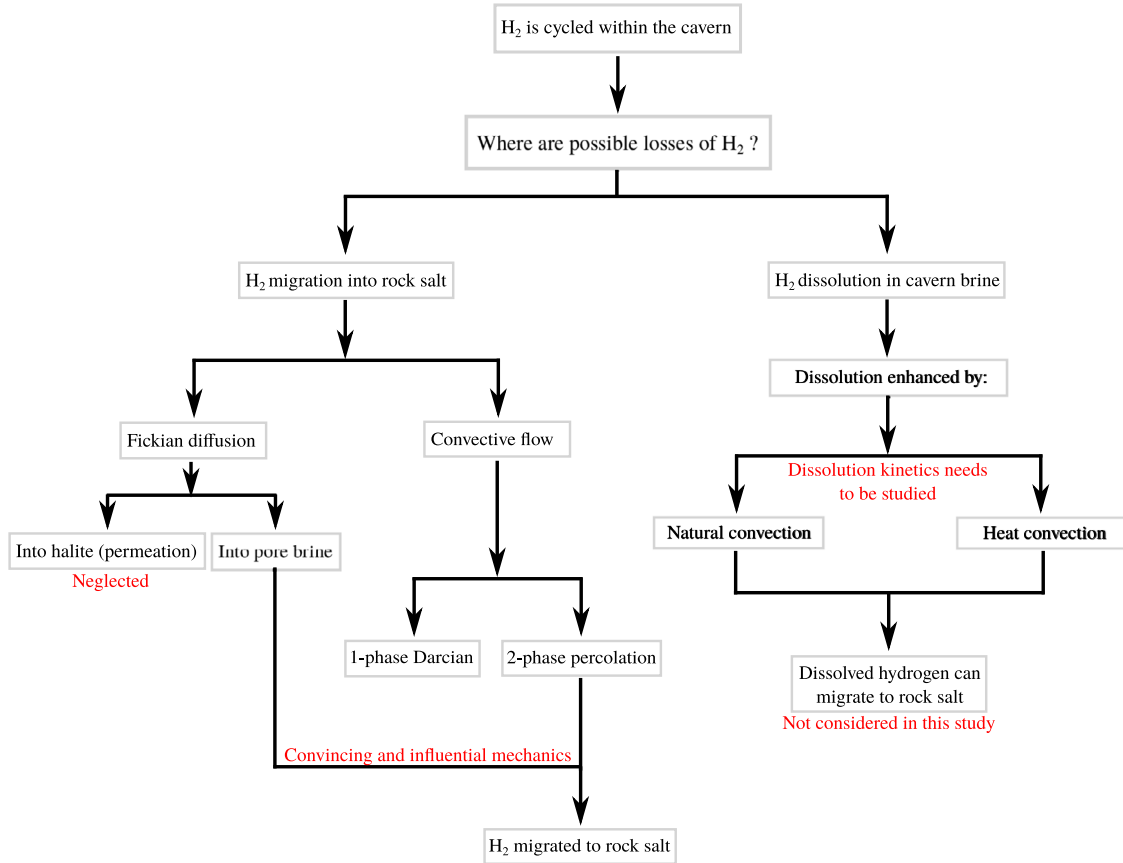 H₂ is cycled within the cavern
Where are possible losses of H₂ ?
H₂ migration into rock salt
H₂ dissolution in cavern brine
Dissolution enhanced by:
Fickian diffusion
Convective flow
Dissolution kinetics needs
to be studied
Into halite (permeation)
Into pore brine
Natural convection
Heat convection
Neglected
1-phase Darcian
2-phase percolation
Dissolved hydrogen can
migrate to rock salt
Not considered in this study
Convincing and influential mechanics
H₂ migrated to rock salt